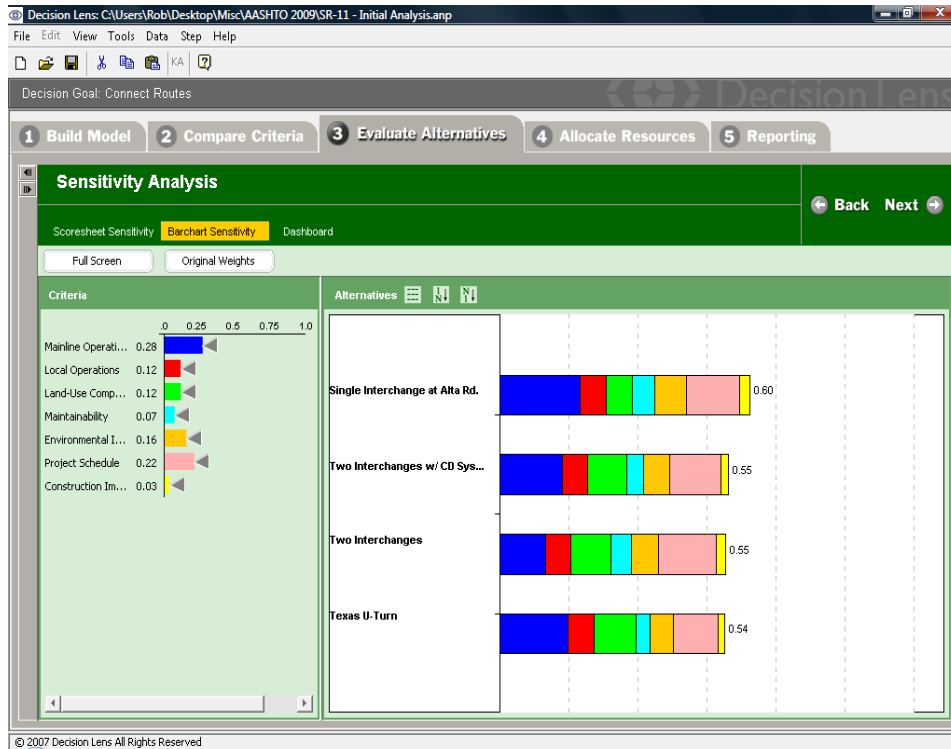 Decision Lens: C:\Users\Rob\Desktop\Misc\AASHTO 2009\SR-11 - Initial Analysis.anp
File Edit View Tools Data Step Help
KA
Decision Goal: Connect Routes
Decision Lens
1 Build Model 2 Compare Criteria 3 Evaluate Alternatives 4 Allocate Resources 5 Reporting
Sensitivity Analysis
Back Next
Scoresheet Sensitivity Barchart Sensitivity Dashboard
Full Screen Original Weights
Criteria
.0 0.25 0.5 0.75 1.0
Mainline Operati... 0.28
Local Operations 0.12
Land-Use Comp... 0.12
Maintainability 0.07
Environmental I... 0.16
Project Schedule 0.22
Construction Im... 0.03
Alternatives
Single Interchange at Alta Rd. 0.60
Two Interchanges w/ CD Sys... 0.55
Two Interchanges 0.55
Texas U-Turn 0.54
© 2007 Decision Lens All Rights Reserved